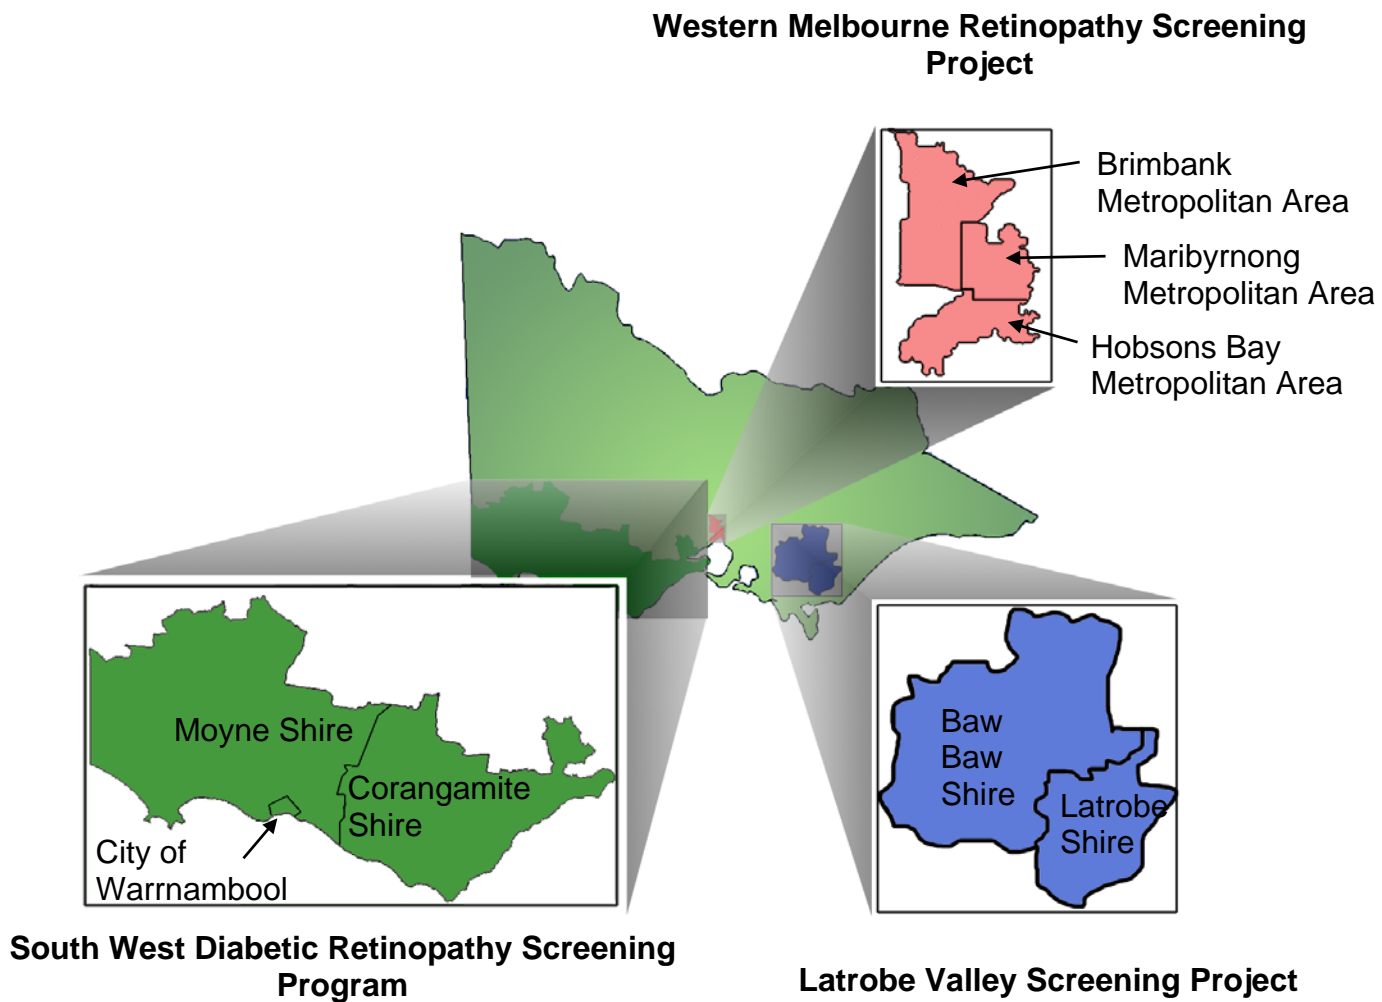 Western Melbourne Retinopathy Screening
Project
Brimbank
Metropolitan Area
Maribyrnong
Metropolitan Area
Hobsons Bay
Metropolitan Area
Moyne Shire
Corangamite
Shire
City of
Warrnambool
South West Diabetic Retinopathy Screening
Program
Baw
Baw
Shire
Latrobe
Shire
Latrobe Valley Screening Project